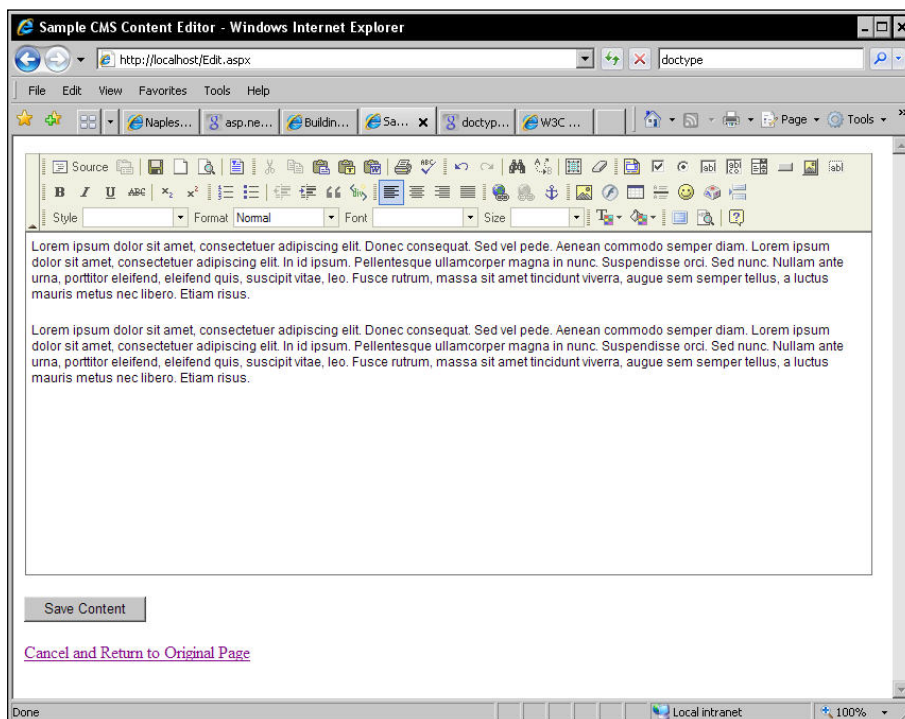 Sample CMS Content Editor - Windows Internet Explorer
http://localhost/Edit.aspx doctype
File Edit View Favorites Tools Help
Naples... asp.ne... Buildin... Sa... doctyp... W3C ... Page Tools
Source ABC
B I U ABC x₂ x²
Style Format Normal Font Size
Lorem ipsum dolor sit amet, consectetuer adipiscing elit. Donec consequat. Sed vel pede. Aenean commodo semper diam. Lorem ipsum
dolor sit amet, consectetuer adipiscing elit. In id ipsum. Pellentesque ullamcorper magna in nunc. Suspendisse orci. Sed nunc. Nullam ante
urna, porttitor eleifend, eleifend quis, suscipit vitae, leo. Fusce rutrum, massa sit amet tincidunt viverra, augue sem semper tellus, a luctus
mauris metus nec libero. Etiam risus.
Lorem ipsum dolor sit amet, consectetuer adipiscing elit. Donec consequat. Sed vel pede. Aenean commodo semper diam. Lorem ipsum
dolor sit amet, consectetuer adipiscing elit. In id ipsum. Pellentesque ullamcorper magna in nunc. Suspendisse orci. Sed nunc. Nullam ante
urna, porttitor eleifend, eleifend quis, suscipit vitae, leo. Fusce rutrum, massa sit amet tincidunt viverra, augue sem semper tellus, a luctus
mauris metus nec libero. Etiam risus.
Save Content
Cancel and Return to Original Page
Done Local intranet 100%